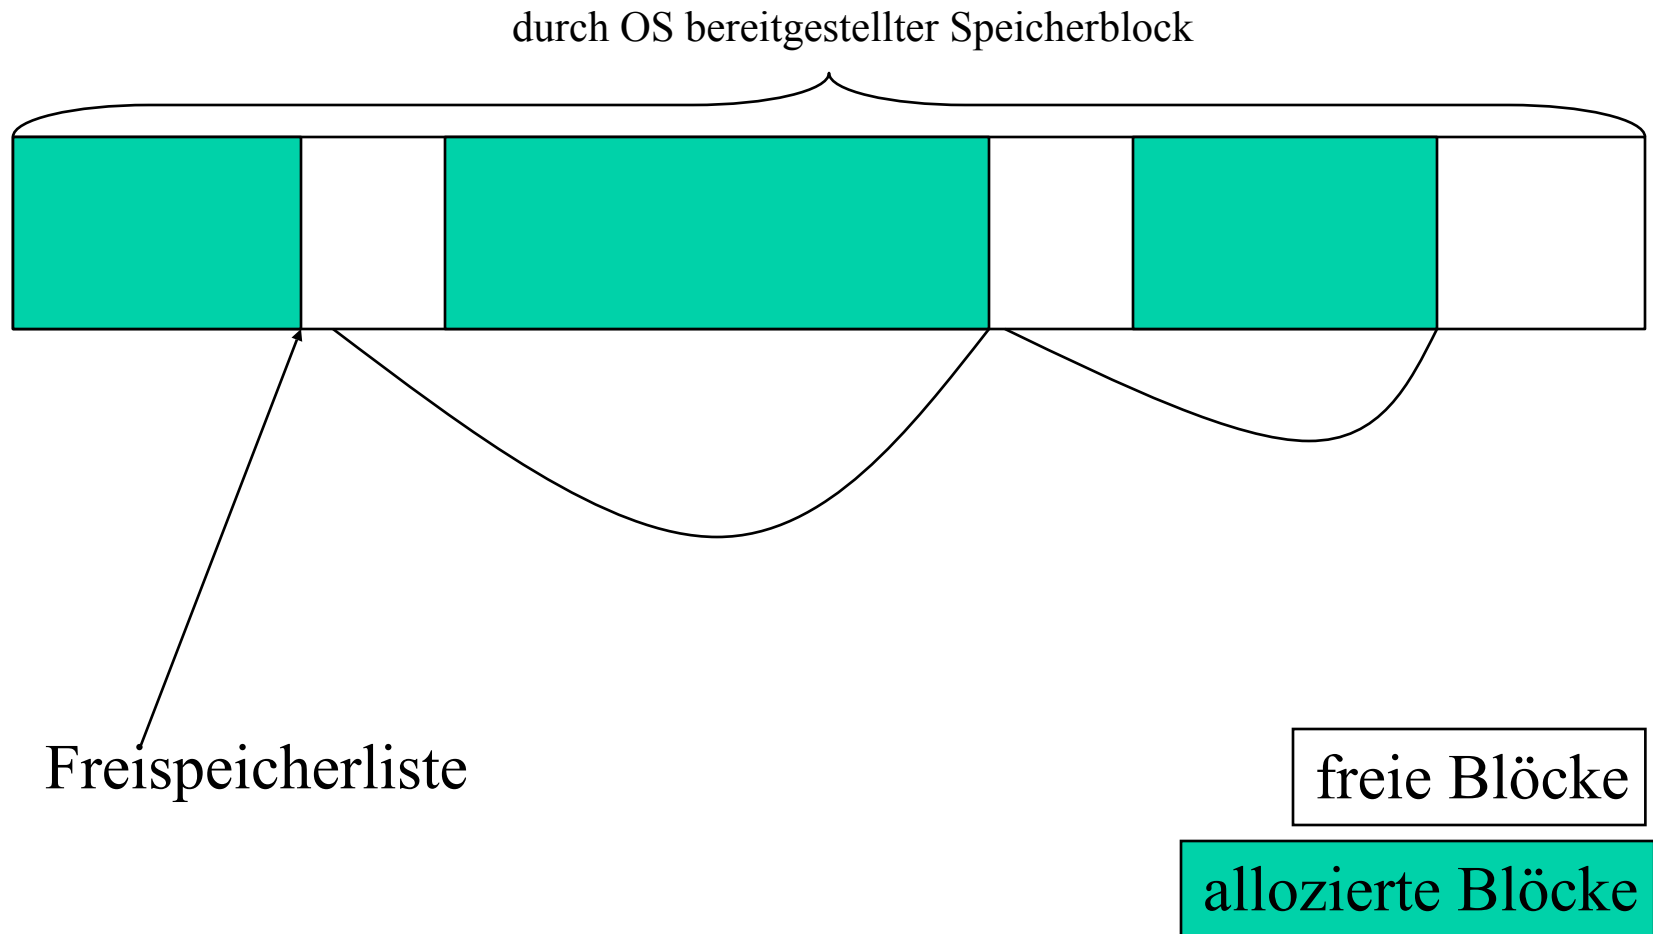 durch OS bereitgestellter Speicherblock
Freispeicherliste
freie Blöcke
allozierte Blöcke